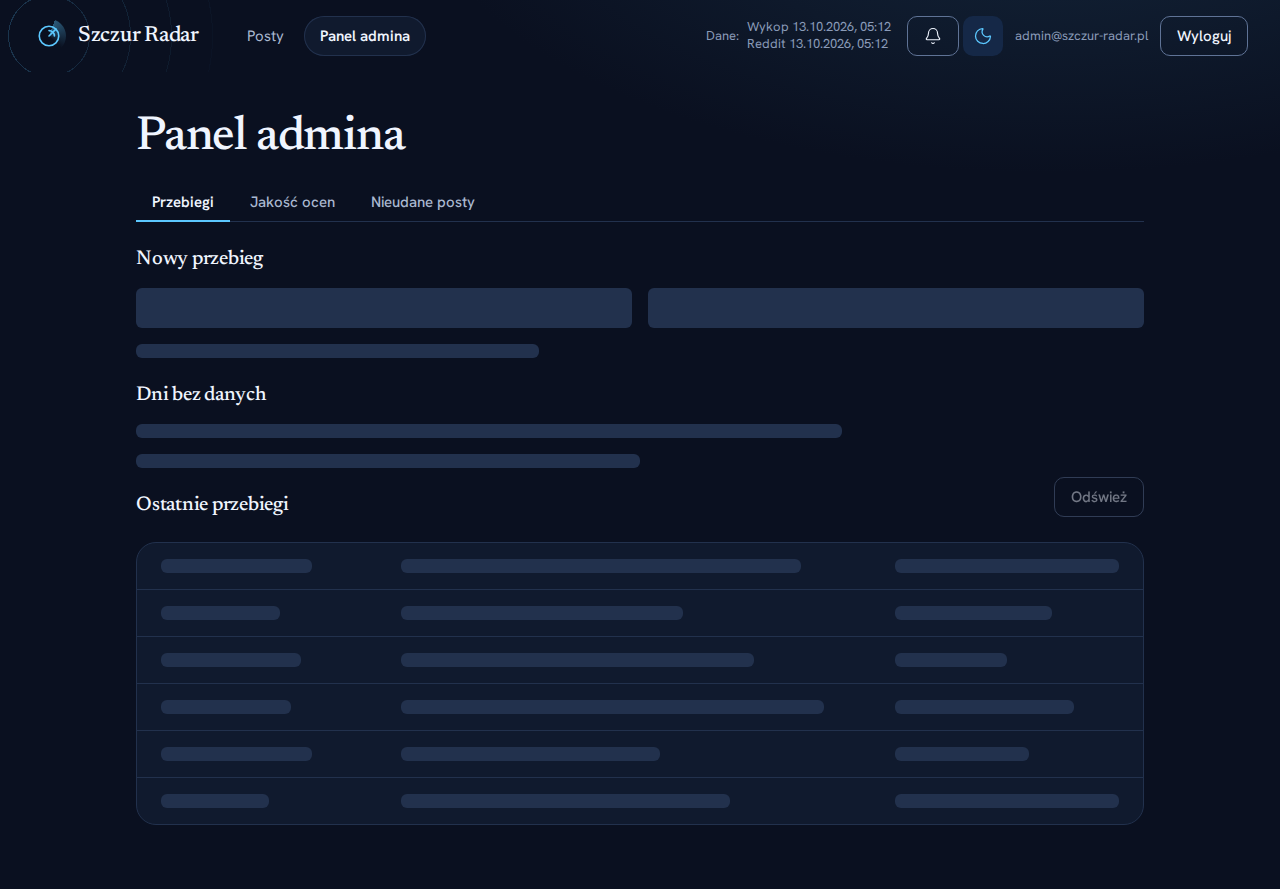 Szczur Radar
Posty
Panel admina
Dane:
Wykop 13.10.2026, 05:12
Reddit 13.10.2026, 05:12
admin@szczur-radar.pl
Wyloguj
Panel admina
Przebiegi
Jakość ocen
Nieudane posty
Nowy przebieg
Dni bez danych
Ostatnie przebiegi
Odśwież